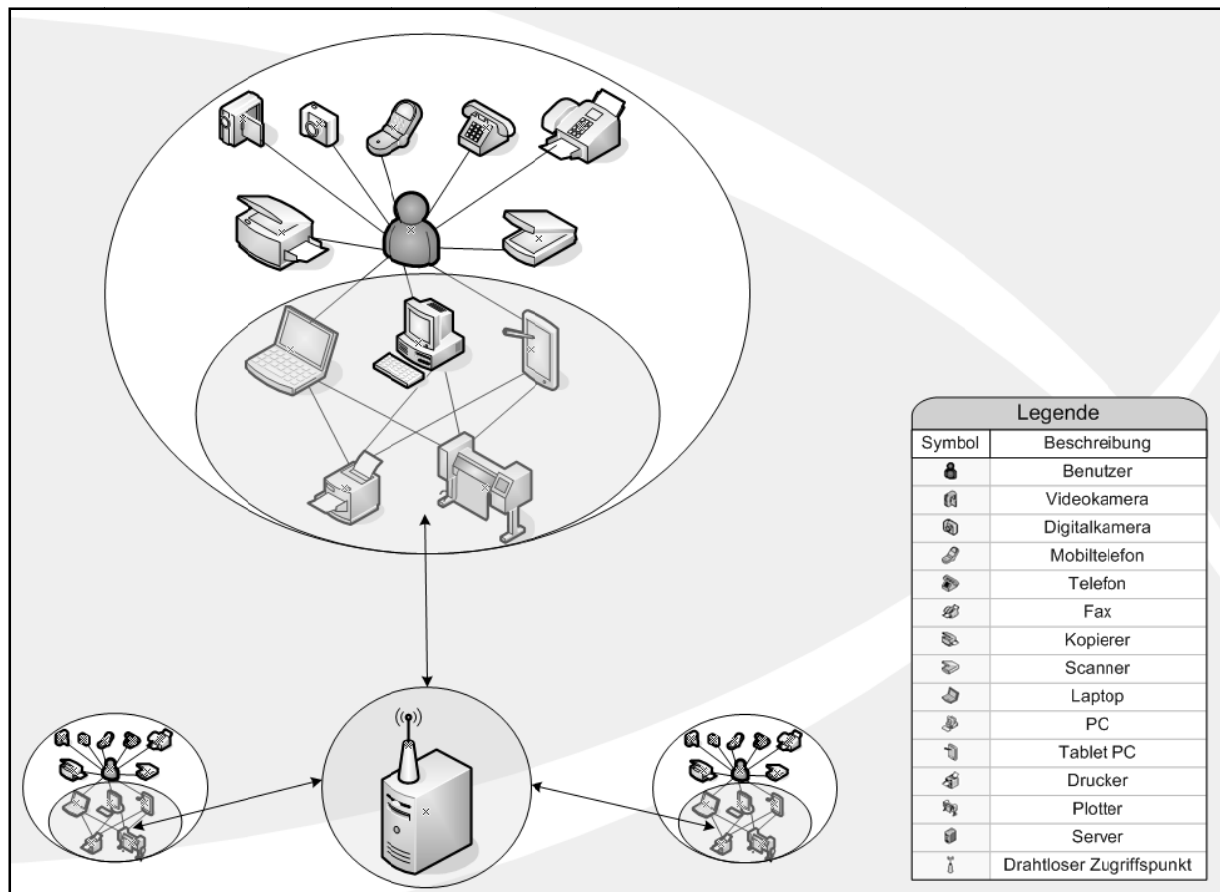 Legende
Symbol Beschreibung
Benutzer
Videokamera
Digitalkamera
Mobiltelefon
Telefon
Fax
Kopierer
Scanner
Laptop
PC
Tablet PC
Drucker
Plotter
Server
Drahtloser Zugriffspunkt